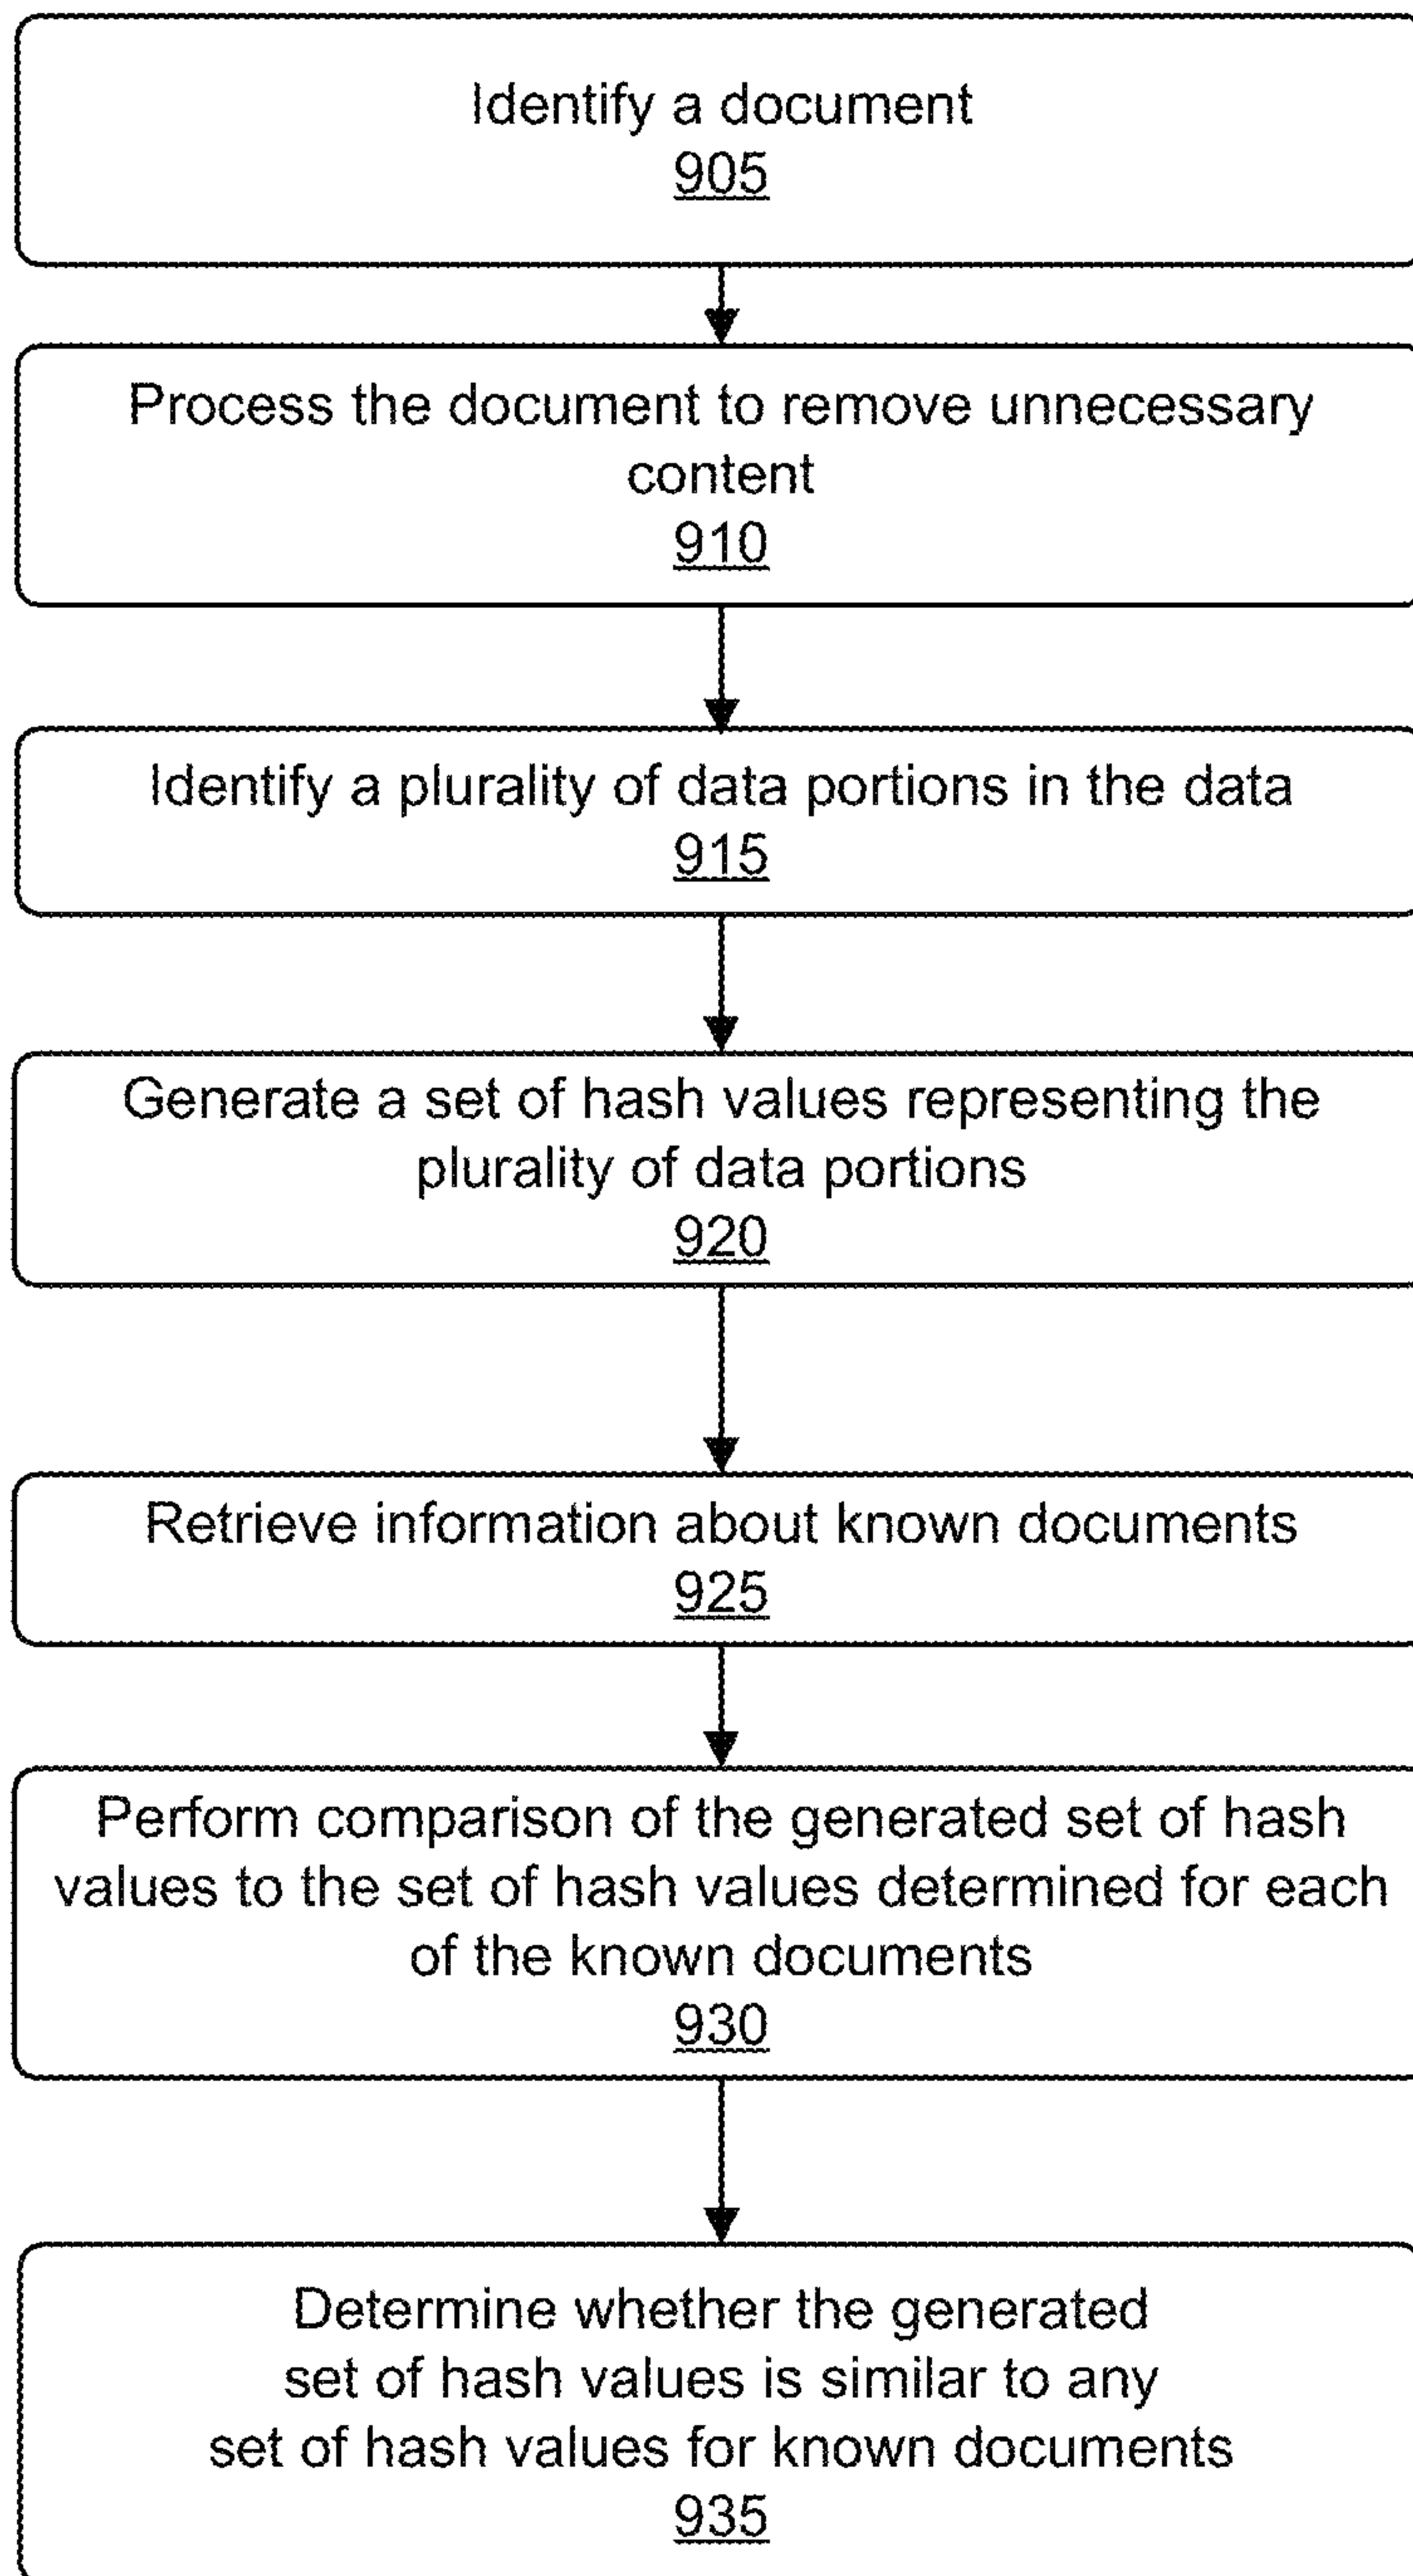 Identify a document
905
Process the document to remove unnecessary
content
910
Identify a plurality of data portions in the data
915
Generate a set of hash values representing the
plurality of data portions
920
Retrieve information about known documents
925
Perform comparison of the generated set of hash
values to the set of hash values determined for each
of the known documents
930
Determine whether the generated
set of hash values is similar to any
set of hash values for known documents
935